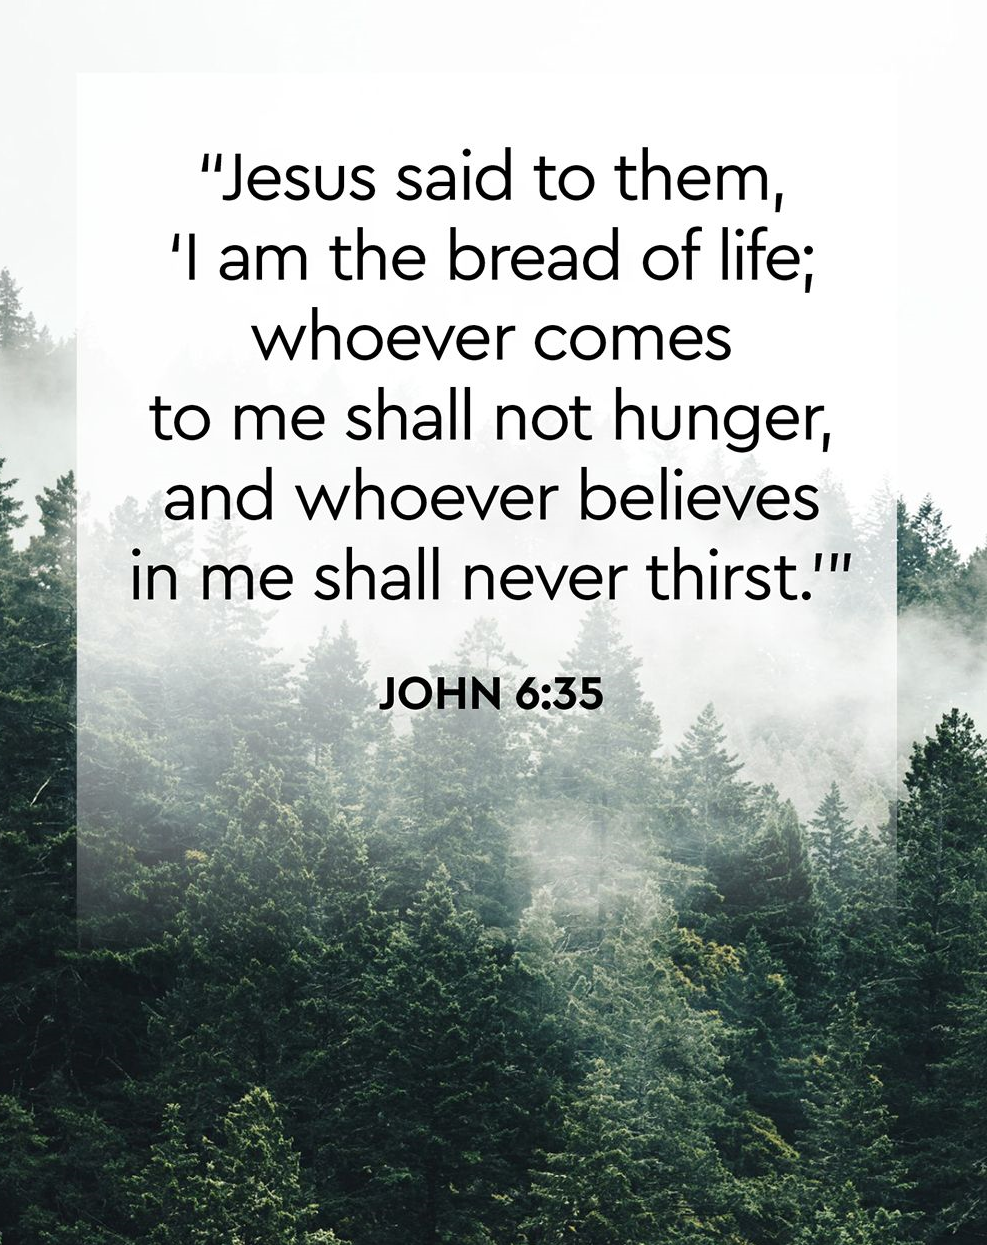 “Jesus said to them,
‘I am the bread of life;
whoever comes
to me shall not hunger,
and whoever believes
in me shall never thirst.’”
JOHN 6:35